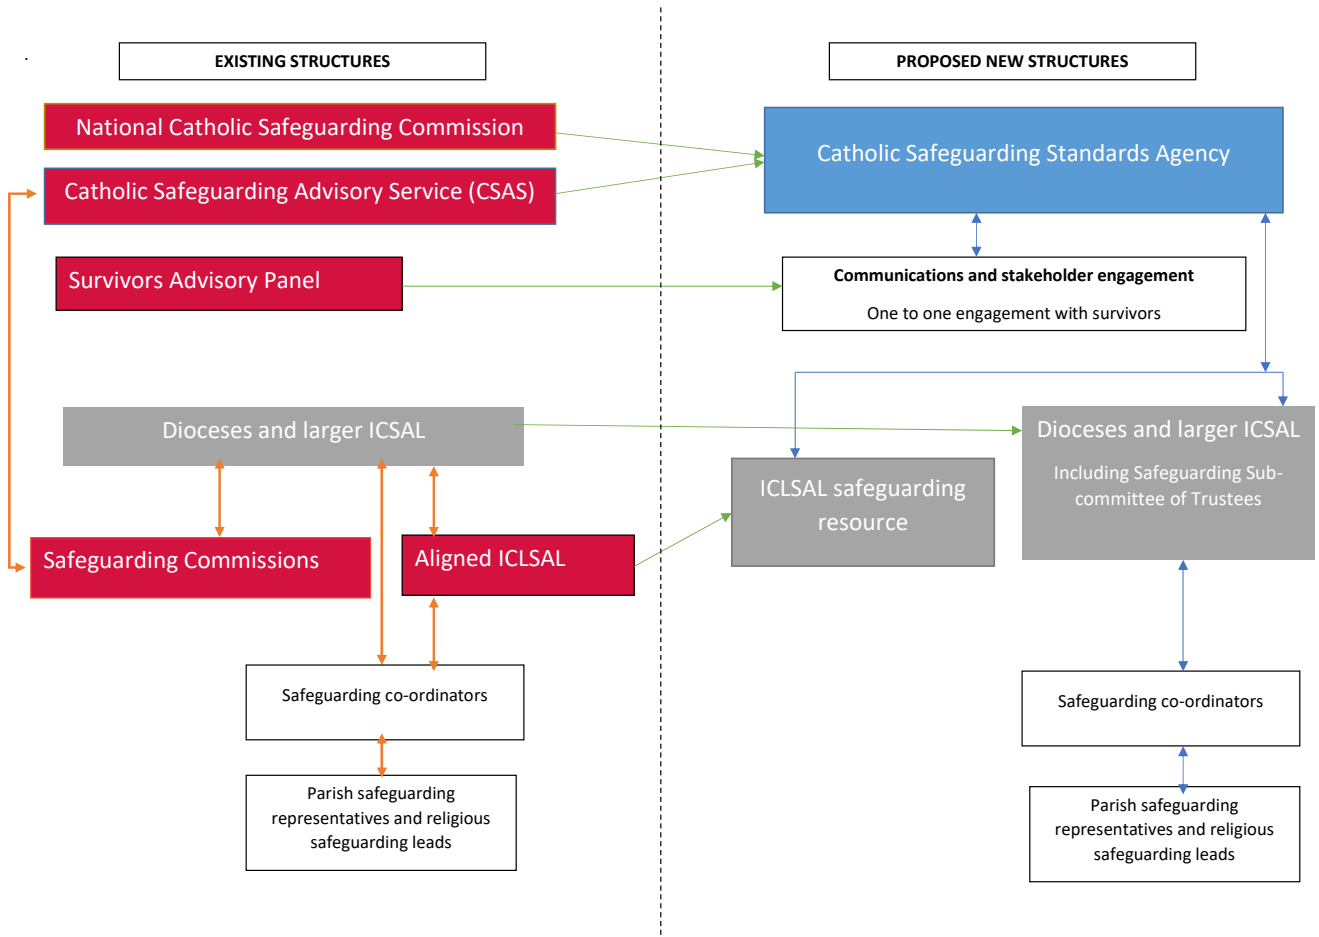 .
EXISTING STRUCTURES
National Catholic Safeguarding Commission
Catholic Safeguarding Advisory Service (CSAS)
Survivors Advisory Panel
Dioceses and larger ICSAL
Safeguarding Commissions
Aligned ICLSAL
Safeguarding co-ordinators
Parish safeguarding
representatives and religious
safeguarding leads
PROPOSED NEW STRUCTURES
Catholic Safeguarding Standards Agency
Communications and stakeholder engagement
One to one engagement with survivors
Dioceses and larger ICSAL
Including Safeguarding Sub-
committee of Trustees
ICLSAL safeguarding
resource
Safeguarding co-ordinators
Parish safeguarding
representatives and religious
safeguarding leads